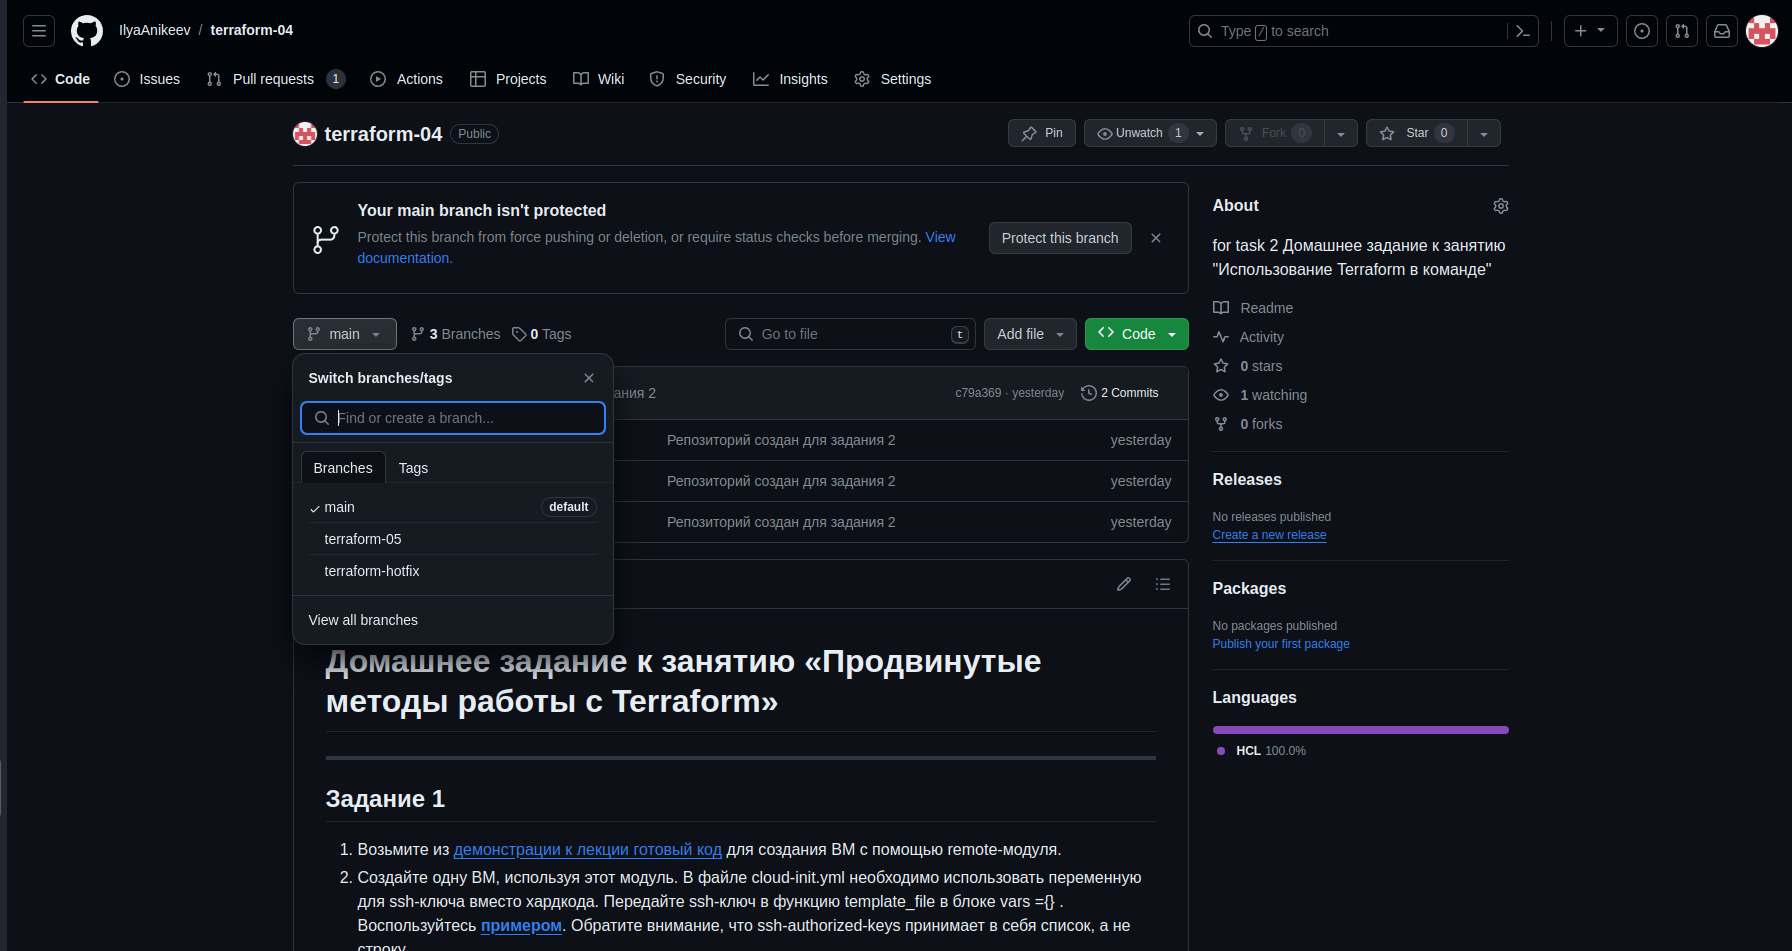 IlyaAnikeev / terraform-04
Type / to search
Code
Issues
Pull requests 1
Actions
Projects
Wiki
Security
Insights
Settings
terraform-04 Public
Pin
Unwatch 1
Fork 0
Star 0
Your main branch isn't protected
Protect this branch from force pushing or deletion, or require status checks before merging. View
documentation.
Protect this branch
main
3 Branches
0 Tags
Go to file t
Add file
Code
Switch branches/tags
Find or create a branch...
Branches
Tags
main default
terraform-05
terraform-hotfix
View all branches
ания 2
c79a369 · yesterday
2 Commits
Репозиторий создан для задания 2 yesterday
Репозиторий создан для задания 2 yesterday
Репозиторий создан для задания 2 yesterday
Домашнее задание к занятию «Продвинутые
методы работы с Terraform»
Задание 1
1. Возьмите из демонстрации к лекции готовый код для создания ВМ с помощью remote-модуля.
2. Создайте одну ВМ, используя этот модуль. В файле cloud-init.yml необходимо использовать переменную
для ssh-ключа вместо хардкода. Передайте ssh-ключ в функцию template_file в блоке vars ={} .
Воспользуйтесь примером. Обратите внимание, что ssh-authorized-keys принимает в себя список, а не
строку.
About
for task 2 Домашнее задание к занятию
"Использование Terraform в команде"
Readme
Activity
0 stars
1 watching
0 forks
Releases
No releases published
Create a new release
Packages
No packages published
Publish your first package
Languages
HCL 100.0%